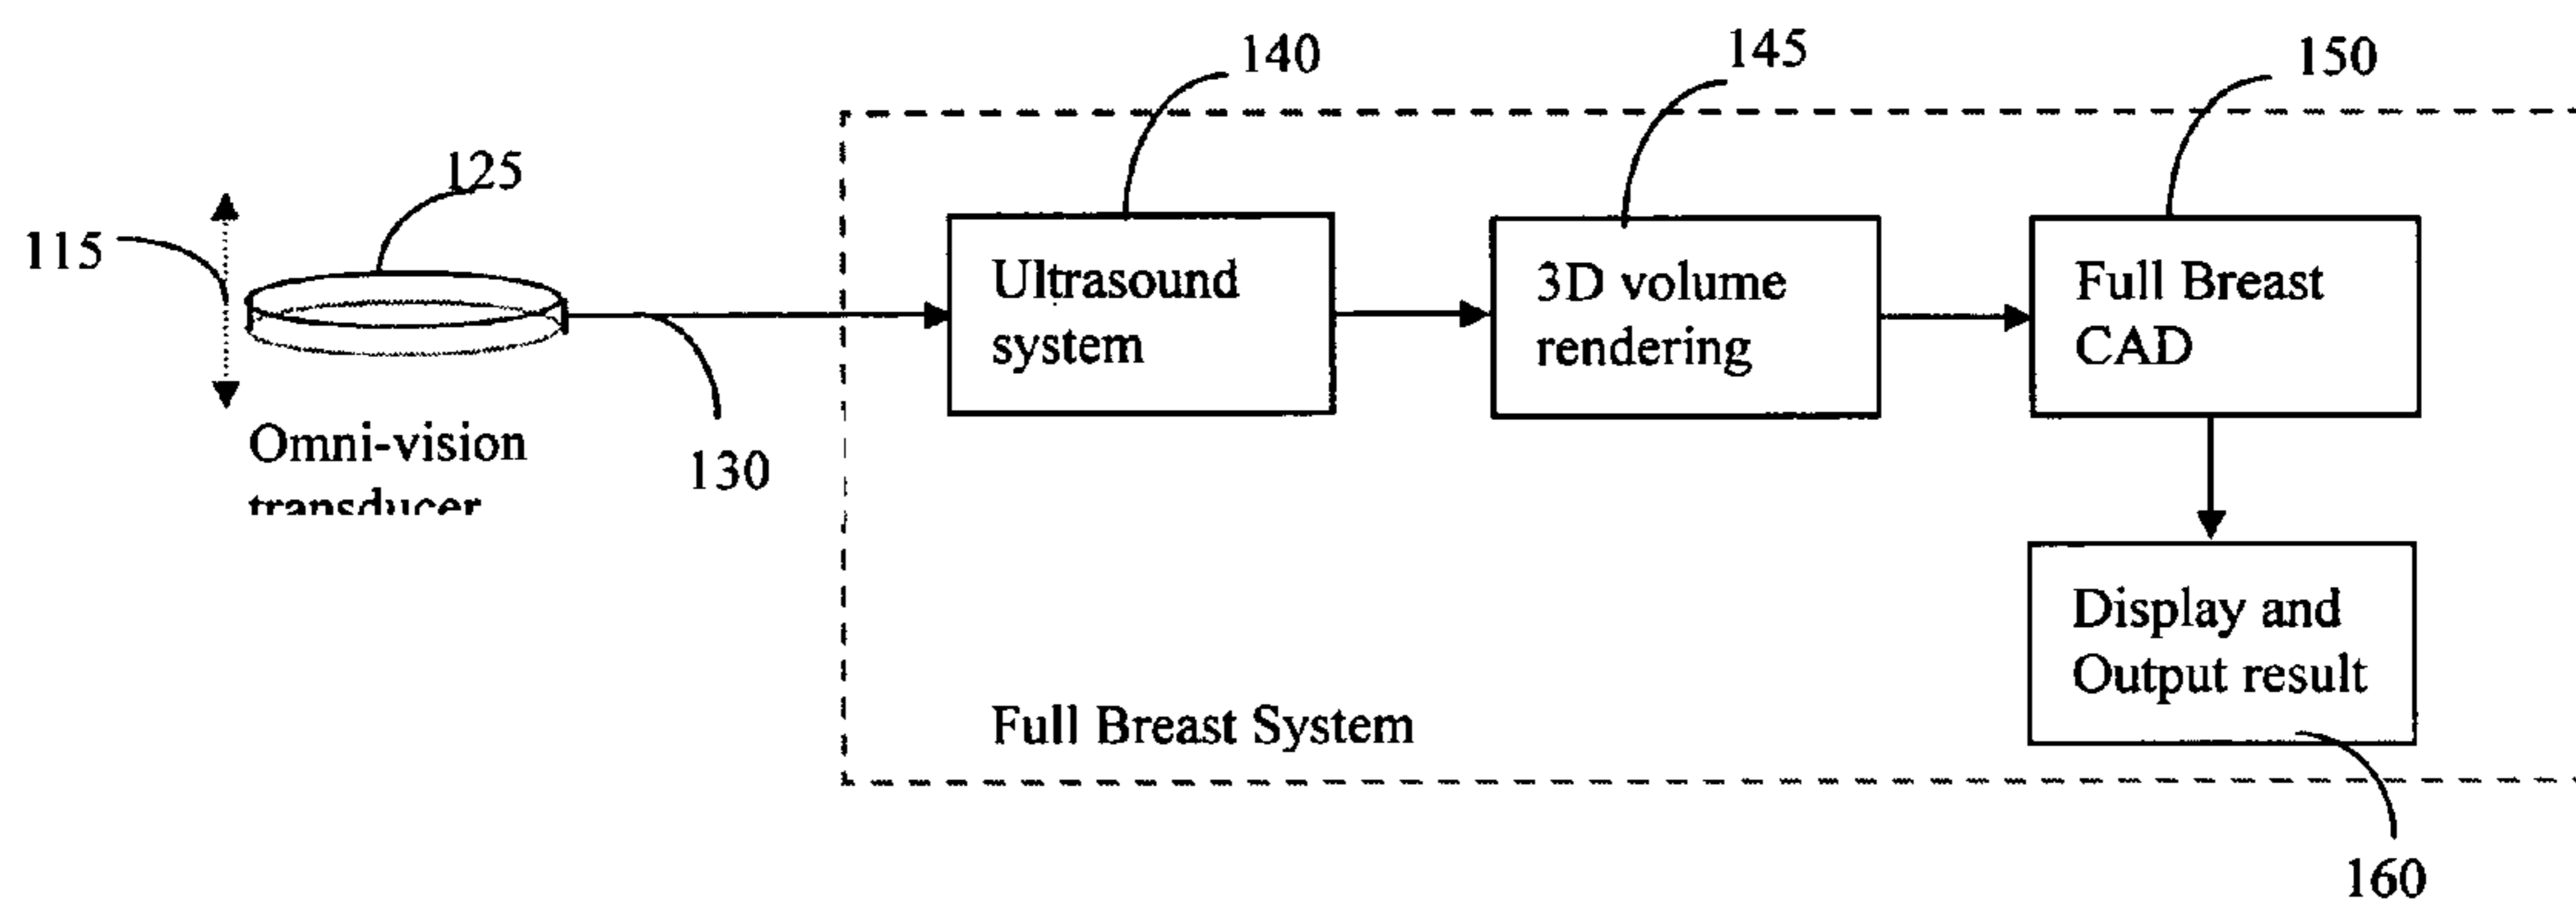 140
145
150
125
115
Ultrasound
system
3D volume
rendering
Full Breast
CAD
Omni-vision
transducer
130
Display and
Output result
Full Breast System
160